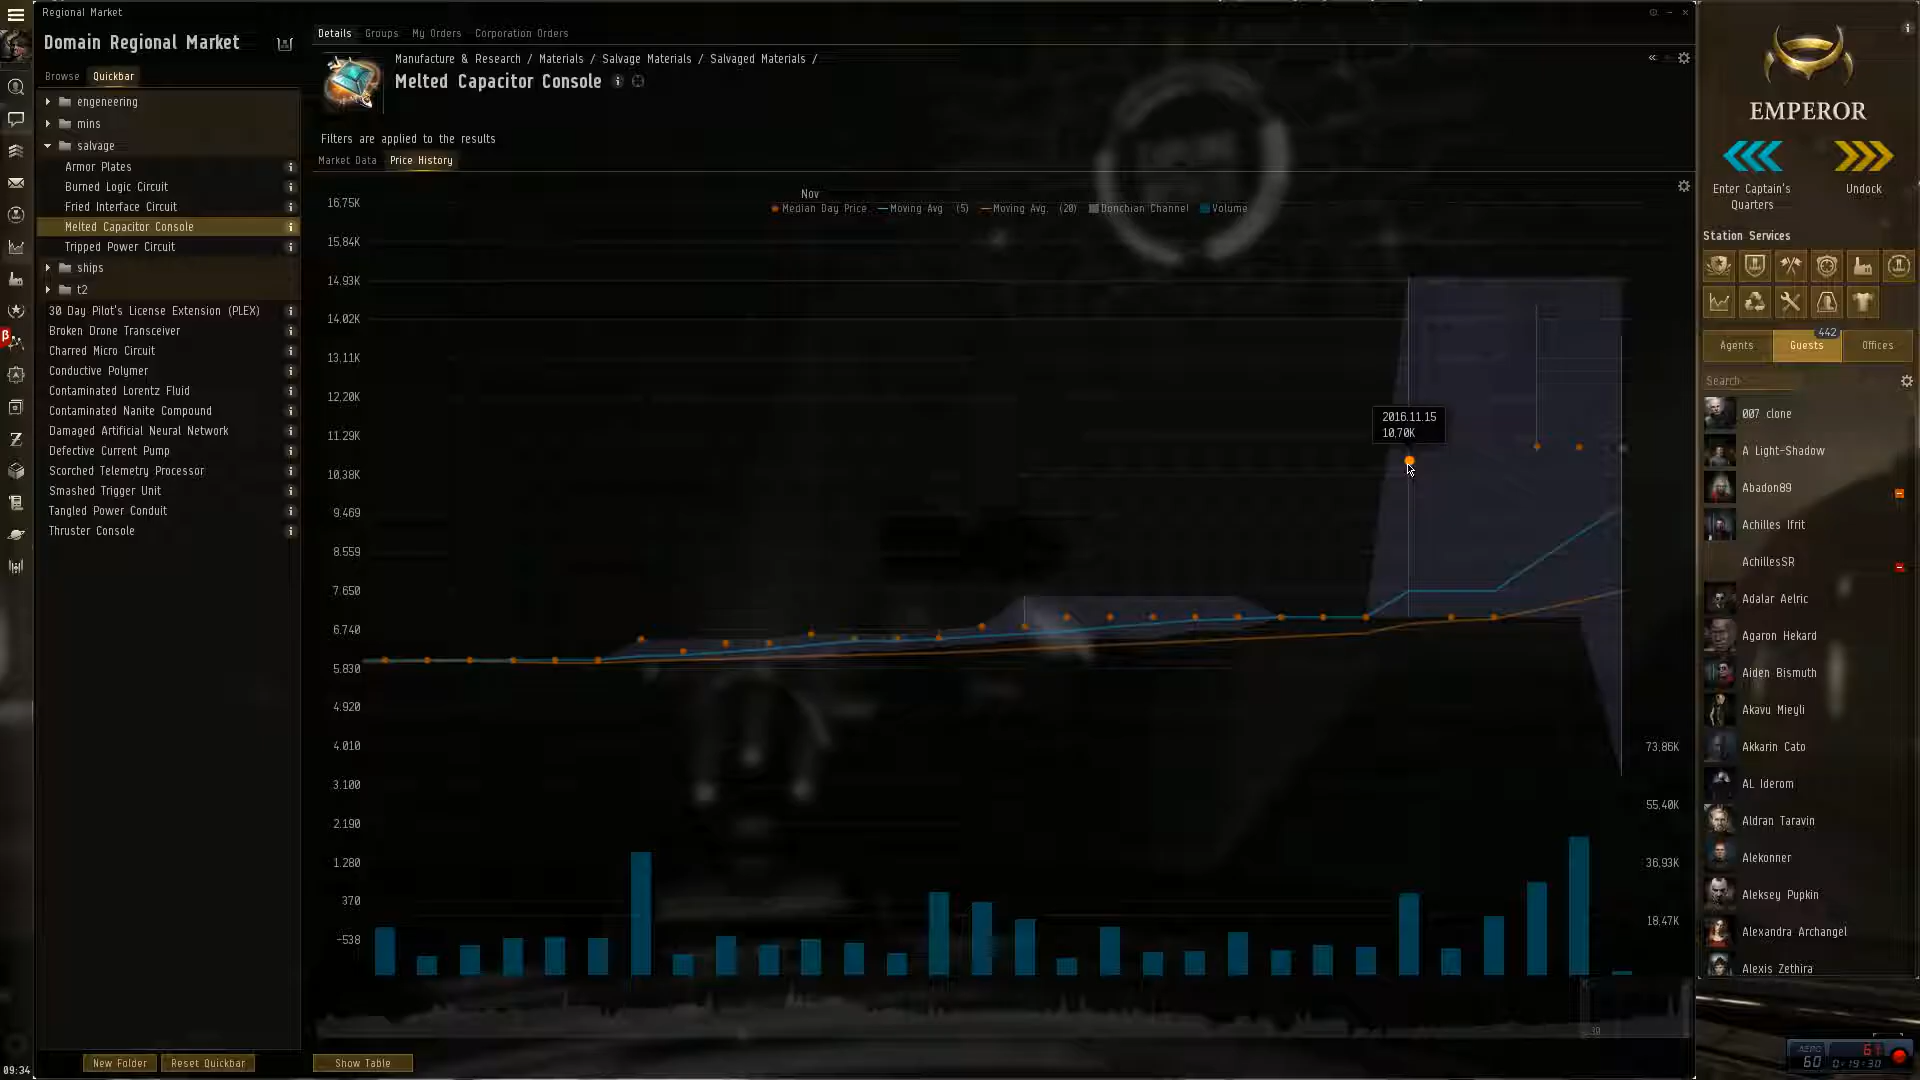 Regional Market
Domain Regional Market
Browse
Quickbar
engeneering
mins
salvage
Armor Plates
Burned Logic Circuit
Fried Interface Circuit
Melted Capacitor Console
Tripped Power Circuit
ships
t2
30 Day Pilot's License Extension (PLEX)
Broken Drone Transceiver
Charred Micro Circuit
Conductive Polymer
Contaminated Lorentz Fluid
Contaminated Nanite Compound
Damaged Artificial Neural Network
Defective Current Pump
Scorched Telemetry Processor
Smashed Trigger Unit
Tangled Power Conduit
Thruster Console
New Folder
Reset Quickbar
09:34
β
Details
Groups
My Orders
Corporation Orders
Manufacture & Research / Materials / Salvage Materials / Salvaged Materials /
Melted Capacitor Console
Filters are applied to the results
Market Data
Price History
Nov
Median Day Price
Moving Avg. (5)
Moving Avg. (20)
Donchian Channel
Volume
16,75K
15,84K
14,93K
14,02K
13,11K
12,20K
11,29K
10,38K
9.469
8.559
7.650
6.740
5.830
4.920
4.010
3.100
2.190
1.280
370
-538
2016.11.15
10,70K
73,86K
55,40K
36,93K
18,47K
30
Show Table
EMPEROR
Enter Captain's
Quarters
Undock
Station Services
442
Agents
Guests
Offices
Search
007 clone
A Light-Shadow
Abadon89
Achilles Ifrit
AchillesSR
Adalar Aelric
Agaron Hekard
Aiden Bismuth
Akavu Mieyli
Akkarin Cato
AL Iderom
Aldran Taravin
Alekonner
Aleksey Pupkin
Alexandra Archangel
Alexis Zethira
AERO
60
61
0:19:30